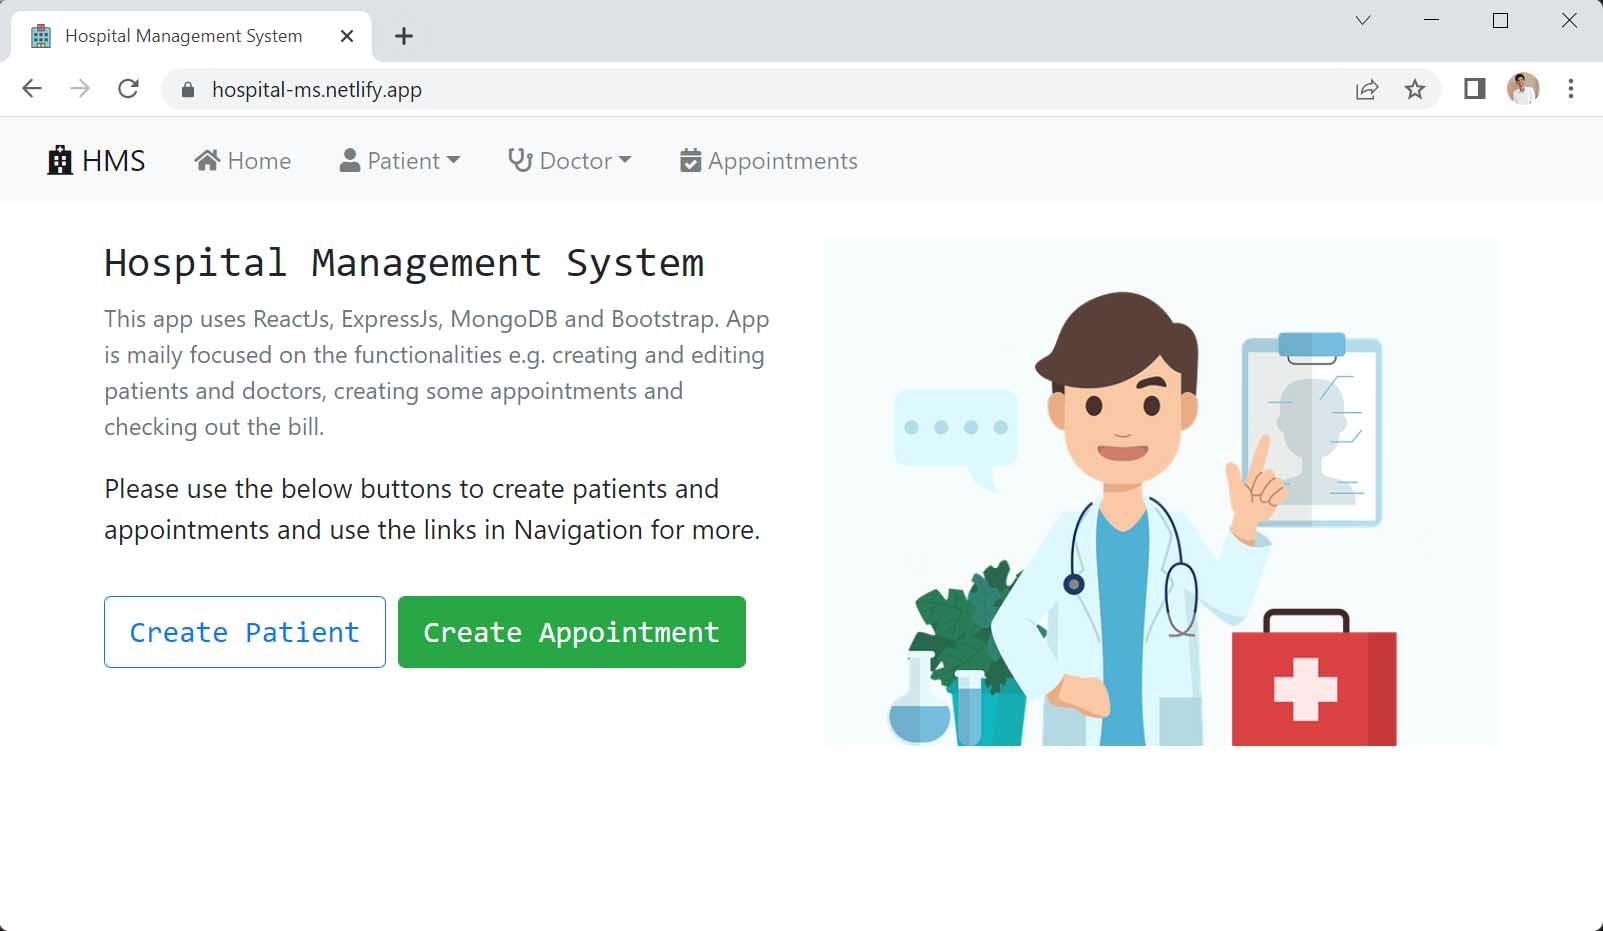 Hospital Management System
hospital-ms.netlify.app
HMS Home Patient Doctor Appointments
Hospital Management System
This app uses ReactJs, ExpressJs, MongoDB and Bootstrap. App
is maily focused on the functionalities e.g. creating and editing
patients and doctors, creating some appointments and
checking out the bill.
Please use the below buttons to create patients and
appointments and use the links in Navigation for more.
Create Patient Create Appointment